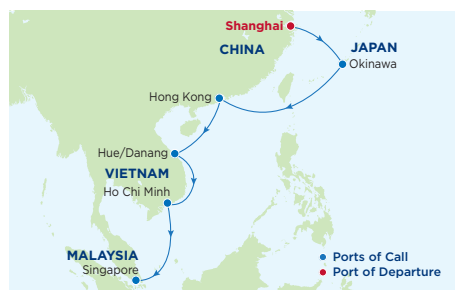 Shanghai
CHINA
JAPAN
Okinawa
Hong Kong
Hue/Danang
VIETNAM
Ho Chi Minh
MALAYSIA
Singapore
Ports of Call
Port of Departure